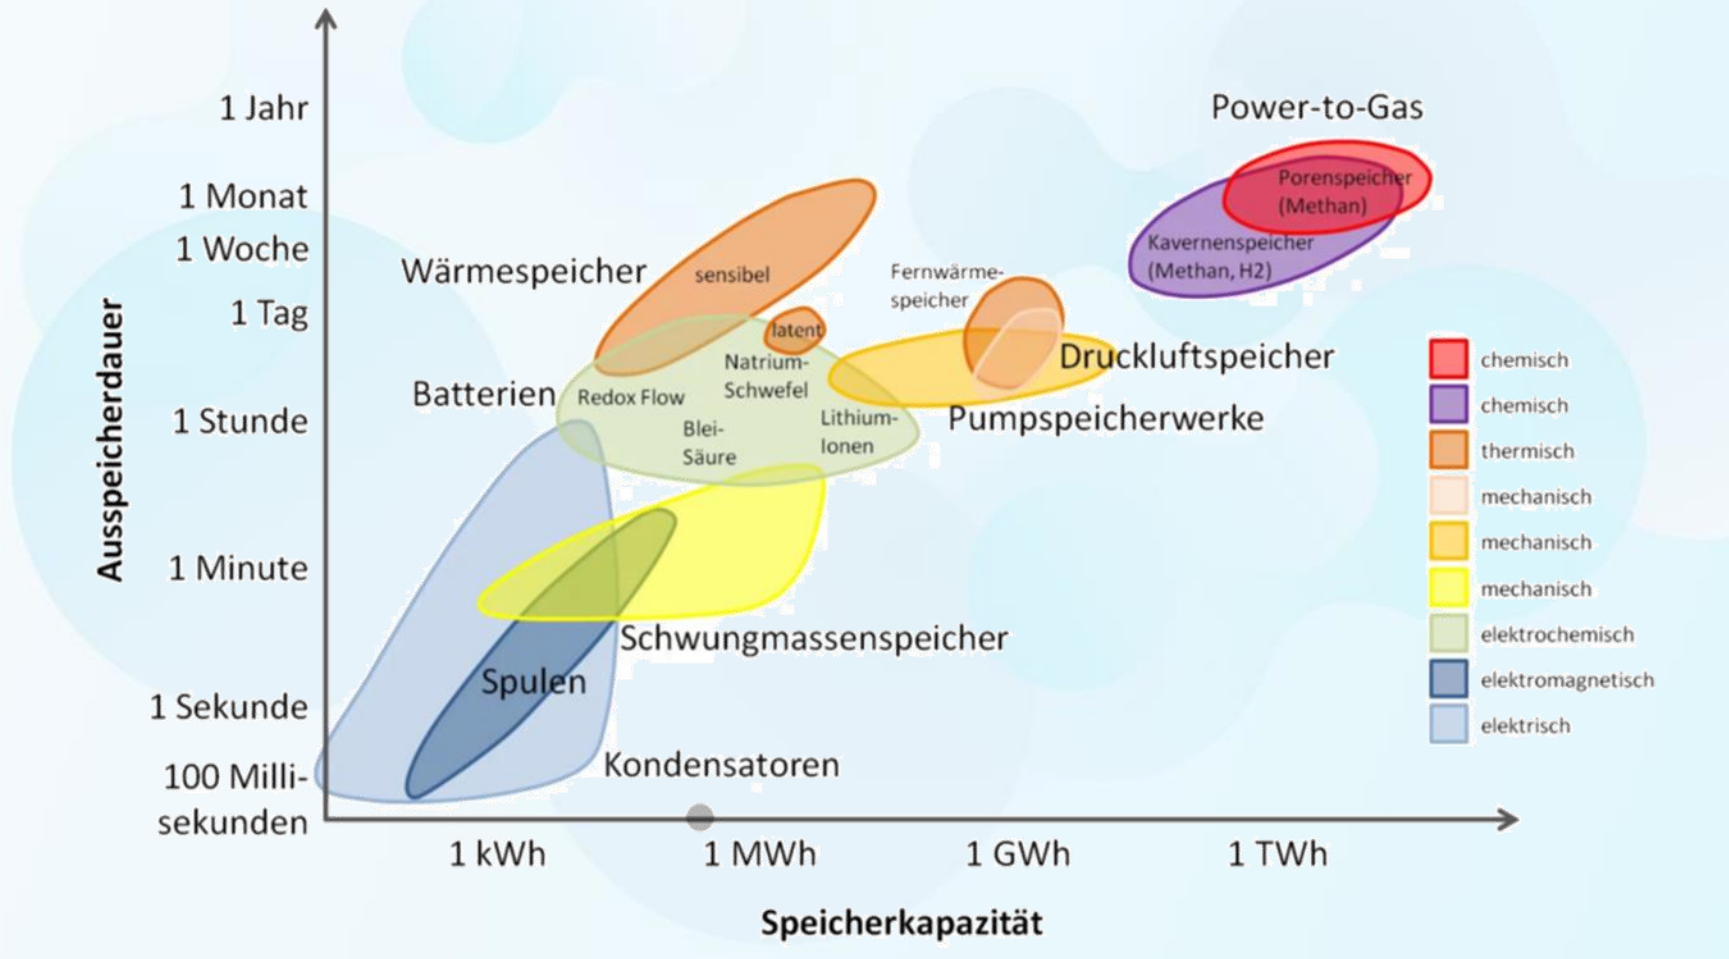 Power-to-Gas
1 Jahr
1 Monat
1 Woche
1 Tag
1 Stunde
1 Minute
1 Sekunde
100 Milli-
sekunden
Ausspeicherdauer
Porenspeicher
(Methan)
Kavernenspeicher
(Methan, H2)
Wärmespeicher
sensibel
Fernwärme-
speicher
latent
Druckluftspeicher
Natrium-
Schwefel
Batterien
Redox Flow
Pumpspeicherwerke
Blei-
Säure
Lithium-
Ionen
Schwungmassenspeicher
Spulen
Kondensatoren
chemisch
chemisch
thermisch
mechanisch
mechanisch
mechanisch
elektrochemisch
elektromagnetisch
elektrisch
1 kWh
1 MWh
1 GWh
1 TWh
Speicherkapazität